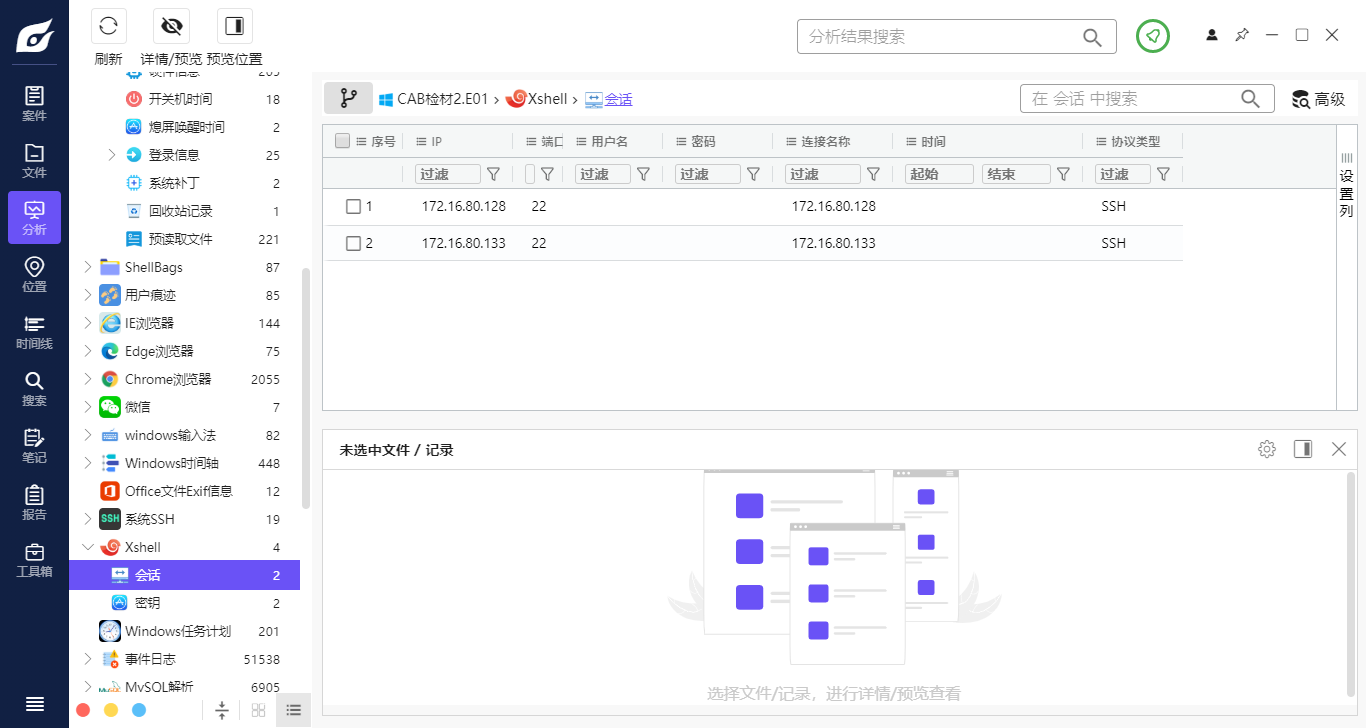 刷新
详情/预览
预览位置
分析结果搜索
案件
文件
分析
位置
时间线
搜索
笔记
报告
工具箱
硬件信息 205
开关机时间 18
熄屏唤醒时间 2
登录信息 25
系统补丁 2
回收站记录 1
预读取文件 221
ShellBags 87
用户痕迹 85
IE浏览器 144
Edge浏览器 75
Chrome浏览器 2055
微信 7
windows输入法 82
Windows时间轴 448
Office文件Exif信息 12
SSH 系统SSH 19
Xshell 4
会话 2
密钥 2
Windows任务计划 201
事件日志 51538
MySQL解析 6905
CAB检材2.E01 › Xshell › 会话
在 会话 中搜索
高级
序号 IP 端口 用户名 密码 连接名称 时间 协议类型
过滤 过滤 过滤 过滤 起始 结束 过滤
1 172.16.80.128 22 172.16.80.128 SSH
2 172.16.80.133 22 172.16.80.133 SSH
设置列
未选中文件 / 记录
选择文件/记录，进行详情/预览查看